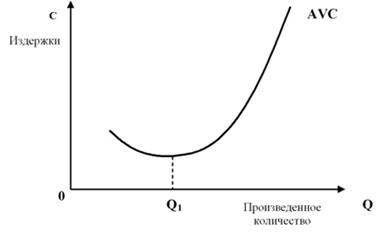 C
AVC
Издержки
0
Q1
Произведенное
количество
Q